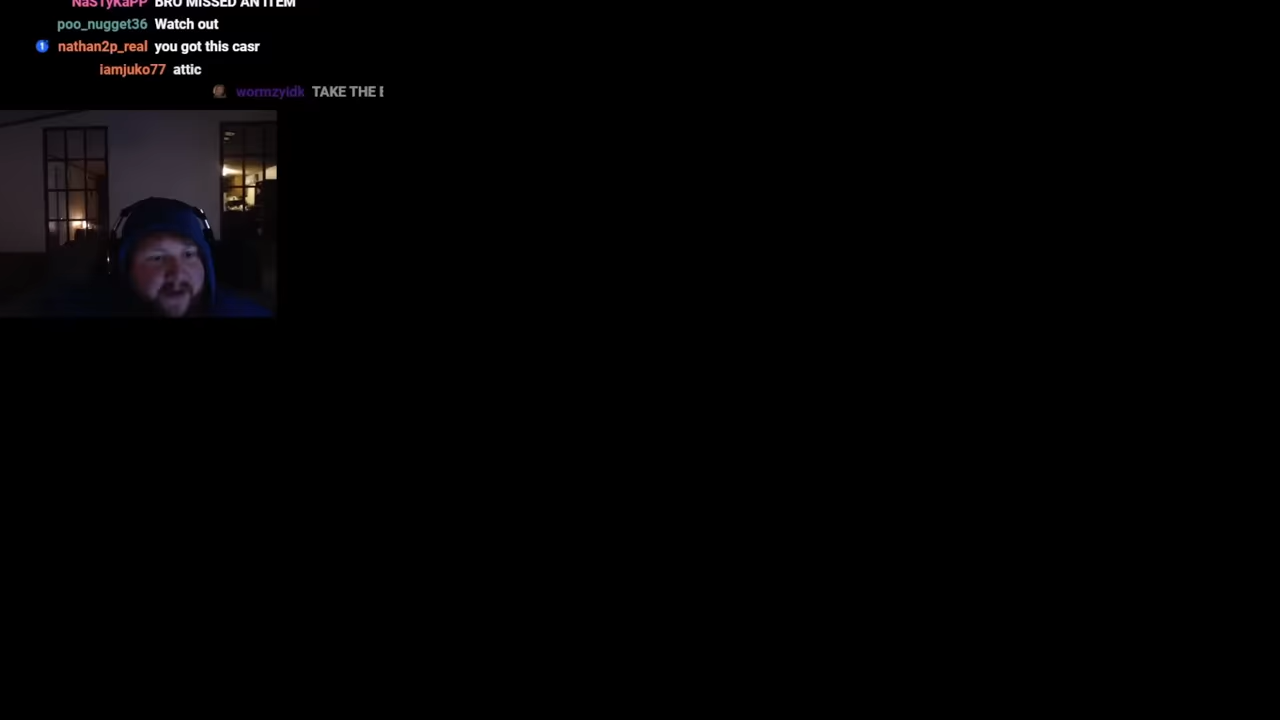 NaSTyKaPP BRO MISSED AN ITEM
poo_nugget36 Watch out
nathan2p_real you got this casr
iamjuko77 attic
wormzyidk TAKE THE